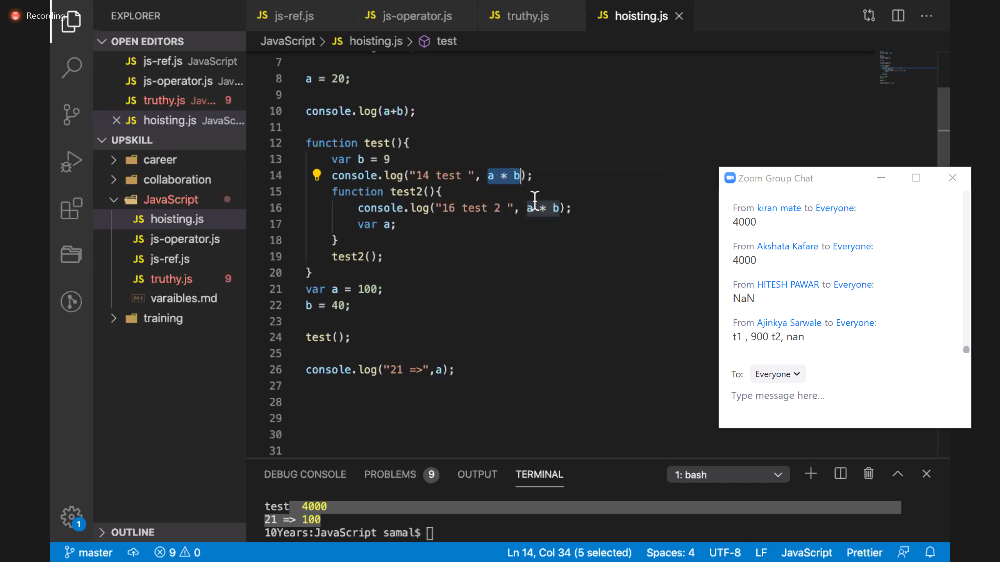 Recording
EXPLORER
OPEN EDITORS
JS js-ref.js JavaScript
JS js-operator.js Jav...
JS truthy.js Jav... 9
JS hoisting.js JavaSc...
UPSKILL
career
collaboration
JavaScript
JS hoisting.js
JS js-operator.js
JS js-ref.js
JS truthy.js 9
varaibles.md
training
OUTLINE
1
JS js-ref.js
JS js-operator.js
JS truthy.js
JS hoisting.js
JavaScript > JS hoisting.js > test
7
8 a = 20;
9
10 console.log(a+b);
11
12 function test(){
13 var b = 9
14 console.log("14 test ", a * b);
15 function test2(){
16 console.log("16 test 2 ", a * b);
17 var a;
18 }
19 test2();
20 }
21 var a = 100;
22 b = 40;
23
24 test();
25
26 console.log("21 =>",a);
27
28
29
30
31
Zoom Group Chat
From kiran mate to Everyone:
4000
From Akshata Kafare to Everyone:
4000
From HITESH PAWAR to Everyone:
NaN
From Ajinkya Sarwale to Everyone:
t1 , 900 t2, nan
To: Everyone
Type message here...
DEBUG CONSOLE PROBLEMS 9 OUTPUT TERMINAL 1: bash
test 4000
21 => 100
10Years:JavaScript samal$
master 9 0 Ln 14, Col 34 (5 selected) Spaces: 4 UTF-8 LF JavaScript Prettier